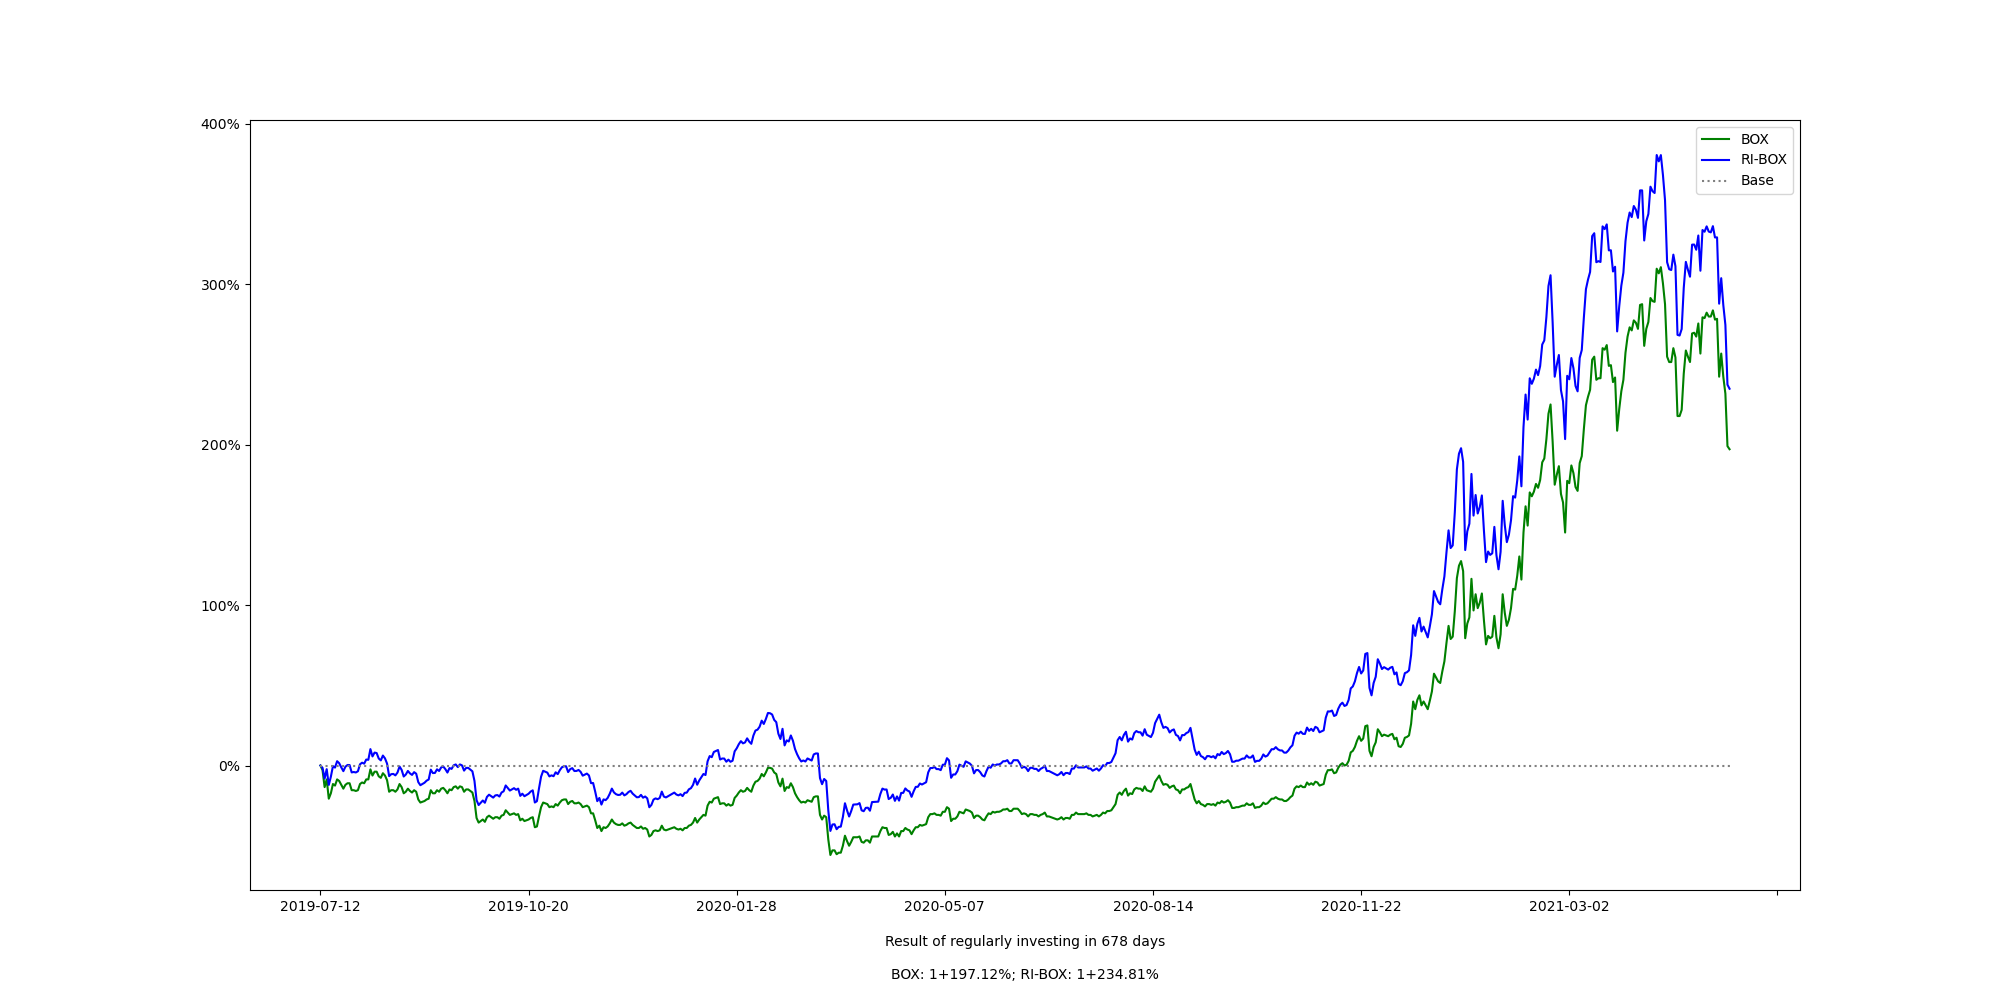 400%
300%
200%
100%
0%
BOX
RI-BOX
Base
2019-07-12 2019-10-20 2020-01-28 2020-05-07 2020-08-14 2020-11-22 2021-03-02
Result of regularly investing in 678 days
BOX: 1+197.12%; RI-BOX: 1+234.81%